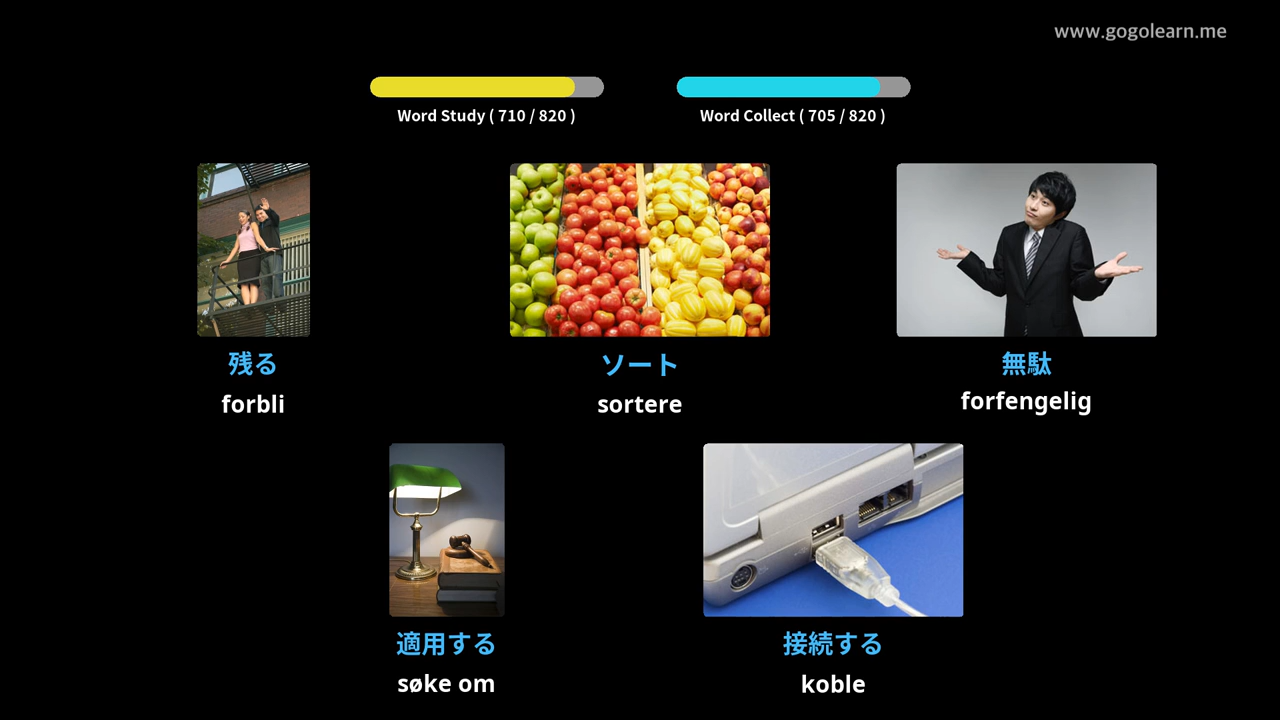 www.gogolearn.me
Word Study ( 710 / 820 )
Word Collect ( 705 / 820 )
残る
forbli
ソート
sortere
無駄
forfengelig
適用する
søke om
接続する
koble